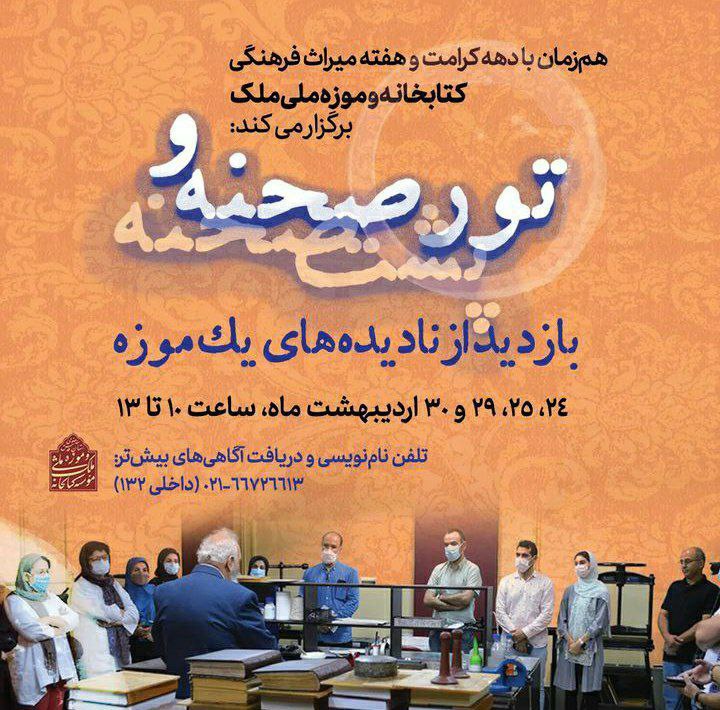 هم‌زمان با دهه کرامت و هفته میراث فرهنگی
کتابخانه و موزه ملی ملک
برگزار می کند:
تور صحنه و
پشت صحنه
بازدید از نادیده‌های یك موزه
۲۴، ۲۵، ۲۹ و ۳۰ اردیبهشت ماه، ساعت ۱۰ تا ۱۳
تلفن نام‌نویسی و دریافت آگاهی‌های بیش‌تر:
۰۲۱-۶۶۷۲۶۶۱۳ (داخلی ۱۳۲)